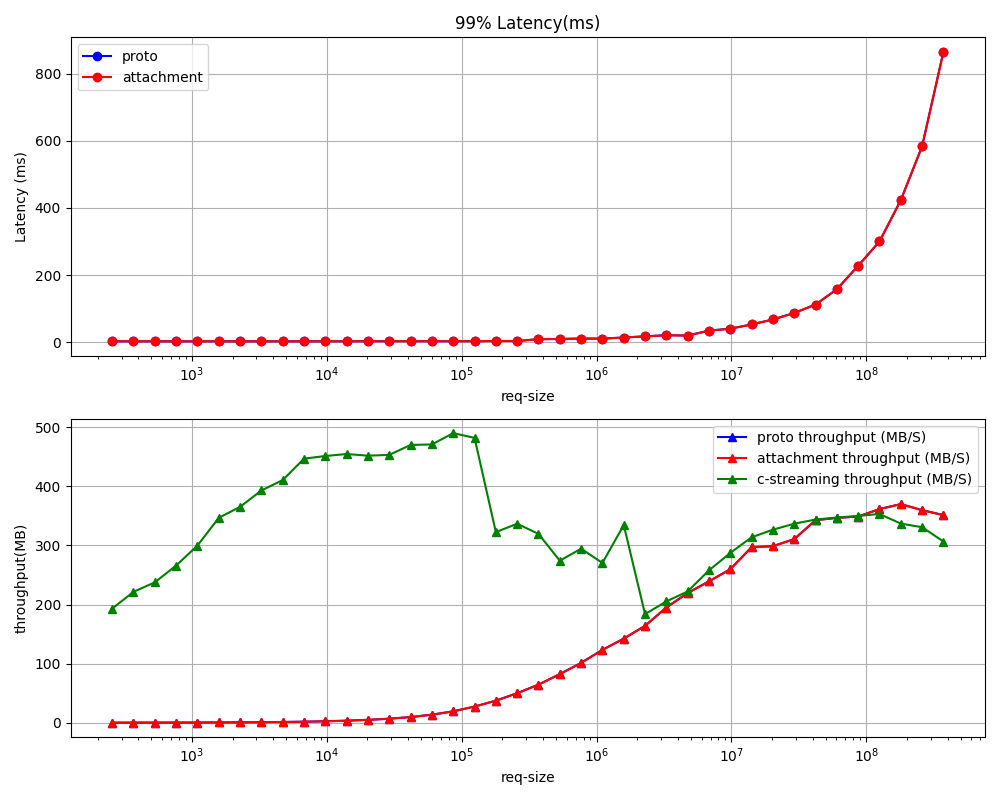 99% Latency(ms)
proto
attachment
800
600
400
200
0
Latency (ms)
10^3
10^4
10^5
10^6
10^7
10^8
req-size
proto throughput (MB/S)
attachment throughput (MB/S)
c-streaming throughput (MB/S)
500
400
300
200
100
0
throughput(MB)
10^3
10^4
10^5
10^6
10^7
10^8
req-size